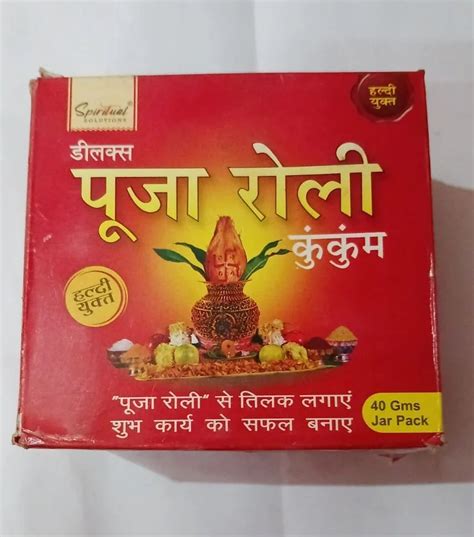 Spiritual
SOLUTIONS
हल्दी
युक्त
डीलक्स
पूजा रोली
कुंकुंम
हल्दी
युक्त
"पूजा रोली" से तिलक लगाएं
शुभ कार्य को सफल बनाए
40 Gms
Jar Pack